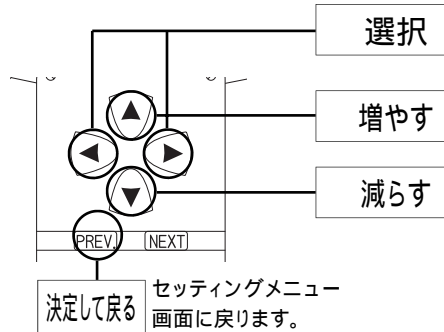 選択
増やす
減らす
PREV.
NEXT
決定して戻る
セッティングメニュー
画面に戻ります。